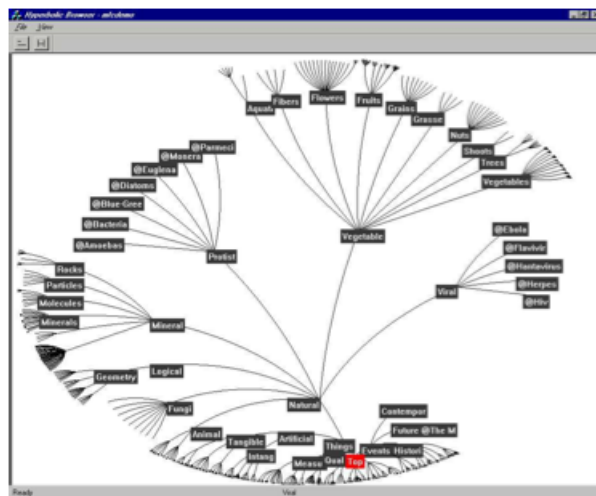 Hyperbolic Browser - mfcdemo
File View
Aquat
Fibers
Flowers
Fruits
Grains
Grasse
Nuts
Shoots
Trees
Vegetables
@Parmeci
@Monera
@Euglena
@Diatoms
@Blue-Gree
@Bacteria
@Amoebas
Protist
Vegetable
@Ebola
@Flavivir
@Hantavirus
@Herpes
@Hiv
Viral
Rocks
Particles
Molecules
Minerals
Mineral
Logical
Geometry
Fungi
Natural
Contempor
Future @The M
Animal
Tangible
Artificial
Things
Events
Histori
Intang
Measu
Qual
Top
Ready
Viral